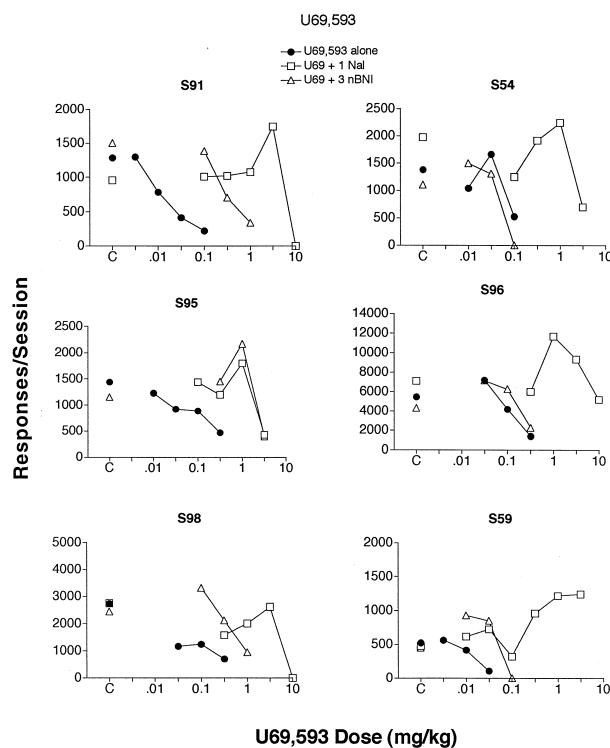 U69,593
U69,593 alone
U69 + 1 Nal
U69 + 3 nBNI
S91
2000
1500
1000
500
0
C .01 0.1 1 10
S54
2500
2000
1500
1000
500
0
C .01 0.1 1 10
S95
2500
2000
1500
1000
500
0
C .01 0.1 1 10
S96
14000
12000
10000
8000
6000
4000
2000
0
C .01 0.1 1 10
S98
5000
4000
3000
2000
1000
0
C .01 0.1 1 10
S59
2000
1500
1000
500
0
C .01 0.1 1 10
Responses/Session
U69,593 Dose (mg/kg)